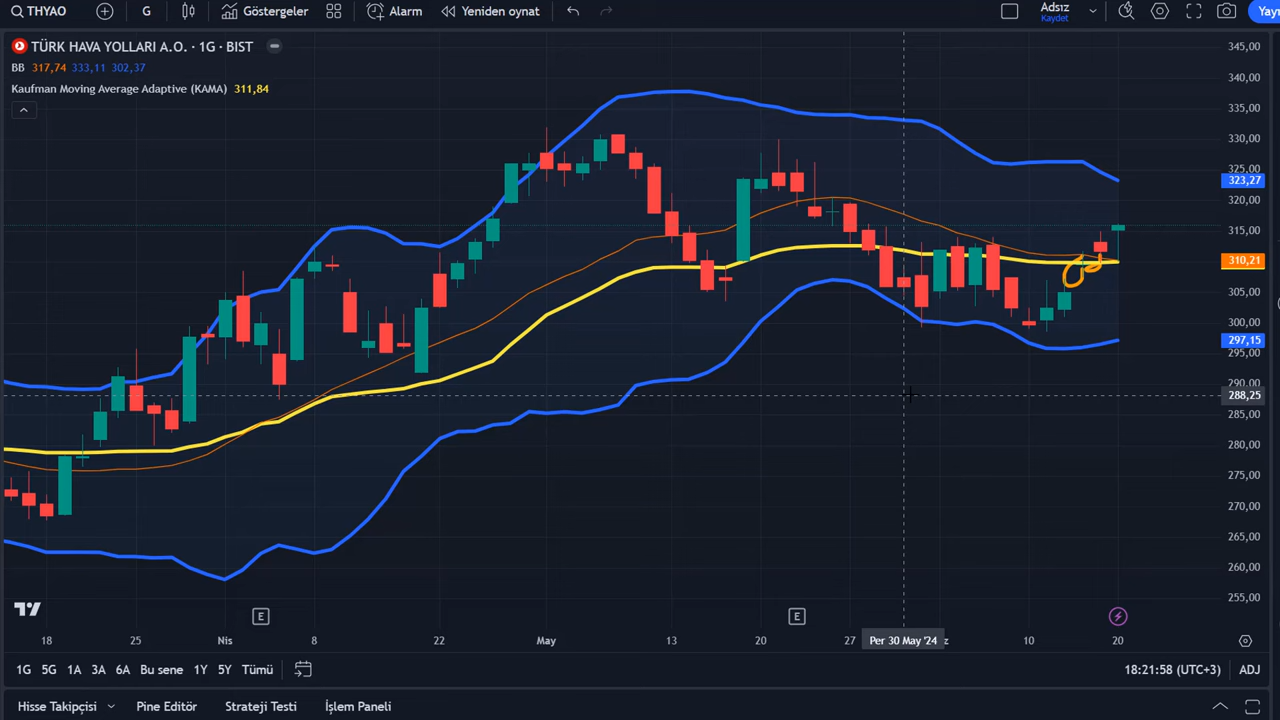 THYAO
G
Göstergeler
Alarm
Yeniden oynat
Adsız
Kaydet
TÜRK HAVA YOLLARI A.O. · 1G · BIST
BB 317,74 333,11 302,37
Kaufman Moving Average Adaptive (KAMA) 311,84
345,00
340,00
335,00
330,00
325,00
323,27
320,00
315,00
310,21
305,00
300,00
297,15
295,00
290,00
288,25
285,00
280,00
275,00
270,00
265,00
260,00
255,00
E
E
18 25 Nis 8 22 May 13 20 27 Per 30 May '24 10 20
1G 5G 1A 3A 6A Bu sene 1Y 5Y Tümü
18:21:58 (UTC+3) ADJ
Hisse Takipçisi Pine Editör Strateji Testi İşlem Paneli